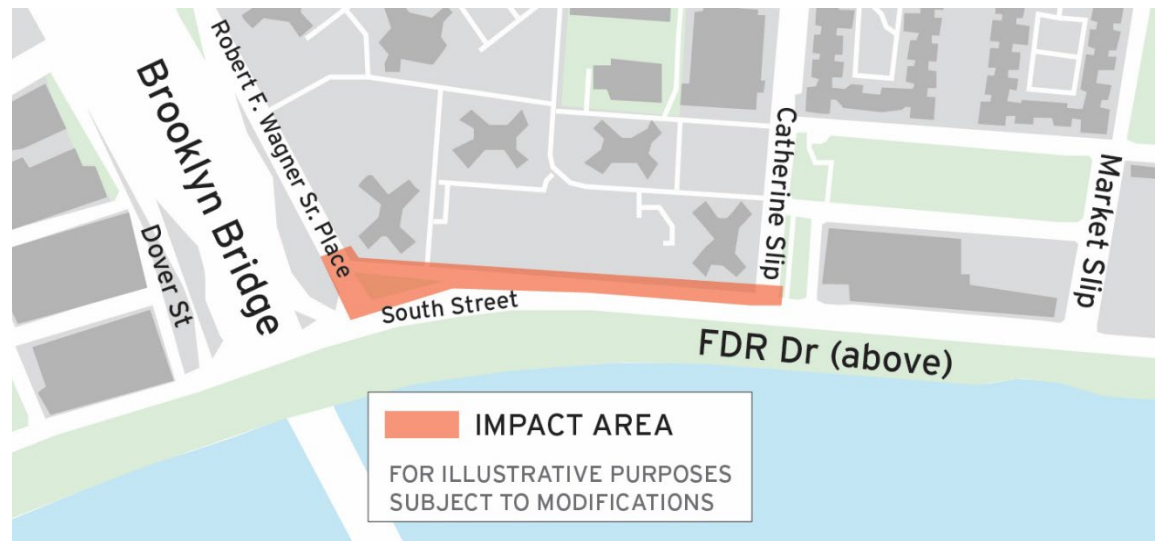 Robert F. Wagner Sr. Place
Brooklyn Bridge
Dover St
Catherine Slip
Market Slip
South Street
FDR Dr (above)
IMPACT AREA
FOR ILLUSTRATIVE PURPOSES
SUBJECT TO MODIFICATIONS